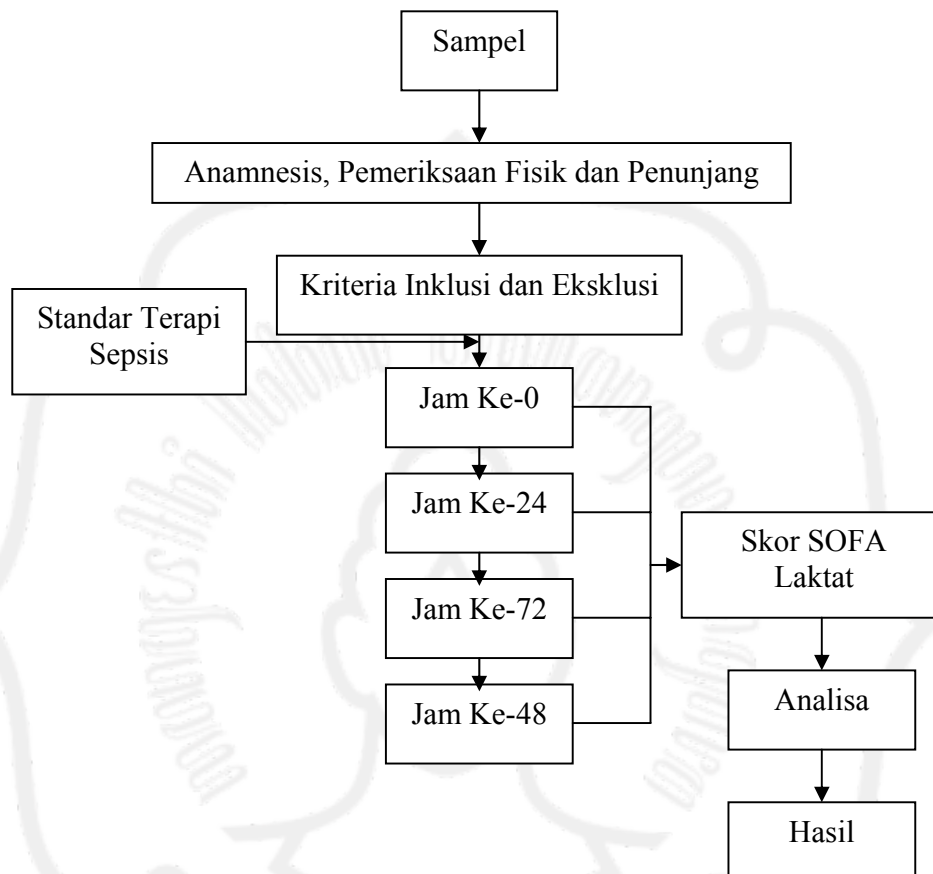 Sampel
Anamnesis, Pemeriksaan Fisik dan Penunjang
Kriteria Inklusi dan Eksklusi
Standar Terapi
Sepsis
Jam Ke-0
Jam Ke-24
Jam Ke-72
Jam Ke-48
Skor SOFA
Laktat
Analisa
Hasil